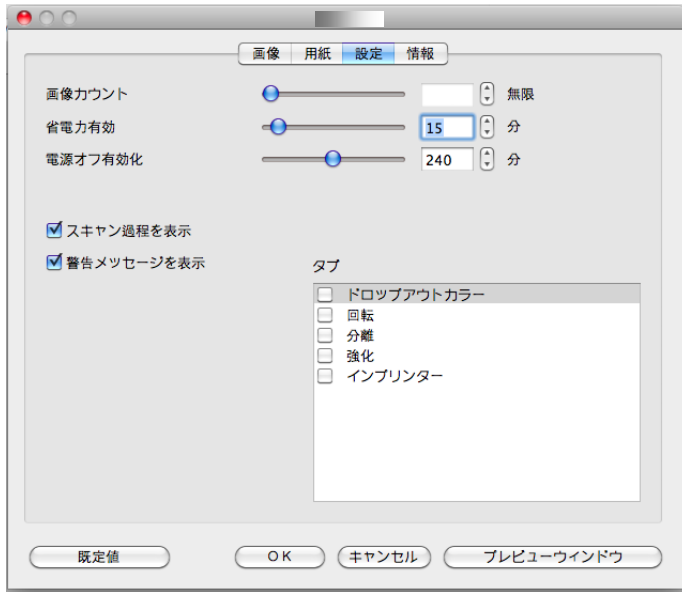 画像 用紙 設定 情報
画像カウント 無限
省電力有効 15 分
電源オフ有効化 240 分
スキャン過程を表示
警告メッセージを表示
タブ
ドロップアウトカラー
回転
分離
強化
インプリンター
既定値 OK キャンセル プレビューウインドウ